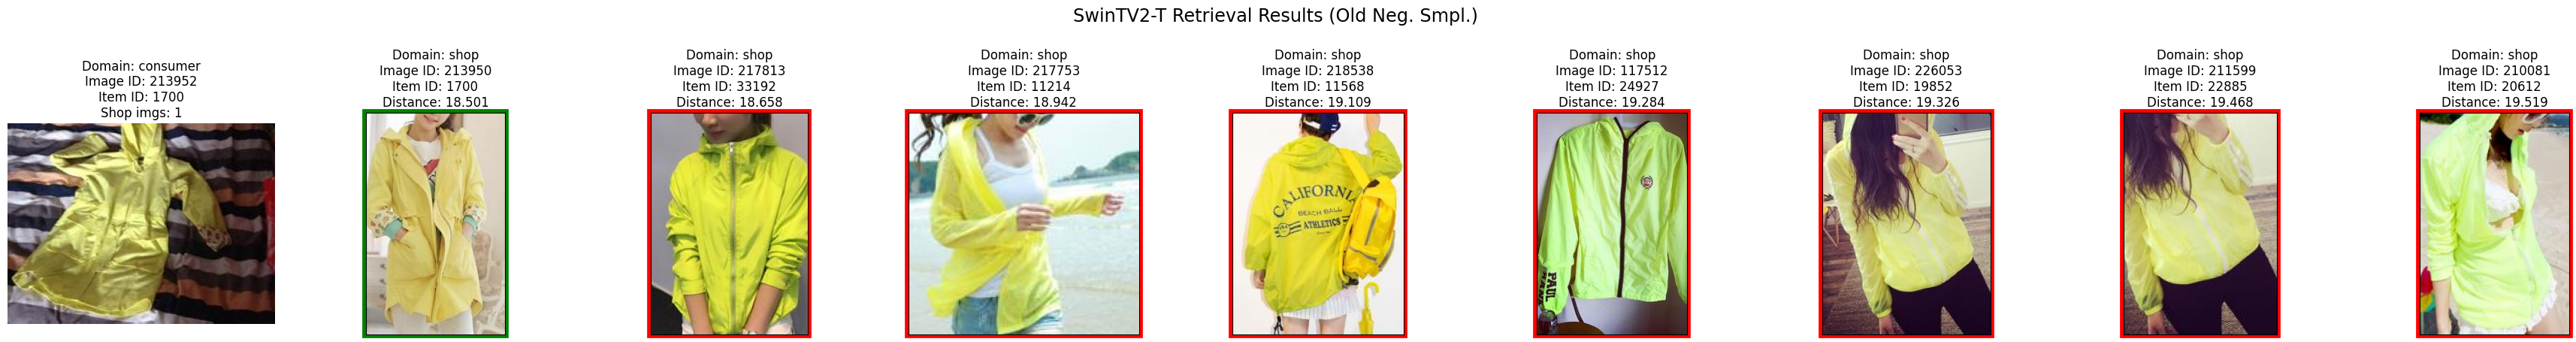 SwinTV2-T Retrieval Results (Old Neg. Smpl.)
Domain: consumer
Image ID: 213952
Item ID: 1700
Shop imgs: 1
Domain: shop
Image ID: 213950
Item ID: 1700
Distance: 18.501
Domain: shop
Image ID: 217813
Item ID: 33192
Distance: 18.658
Domain: shop
Image ID: 217753
Item ID: 11214
Distance: 18.942
Domain: shop
Image ID: 218538
Item ID: 11568
Distance: 19.109
CALIFORNIA
BEACH BALL
ATHLETICS
Domain: shop
Image ID: 117512
Item ID: 24927
Distance: 19.284
PAUL
Domain: shop
Image ID: 226053
Item ID: 19852
Distance: 19.326
Domain: shop
Image ID: 211599
Item ID: 22885
Distance: 19.468
Domain: shop
Image ID: 210081
Item ID: 20612
Distance: 19.519